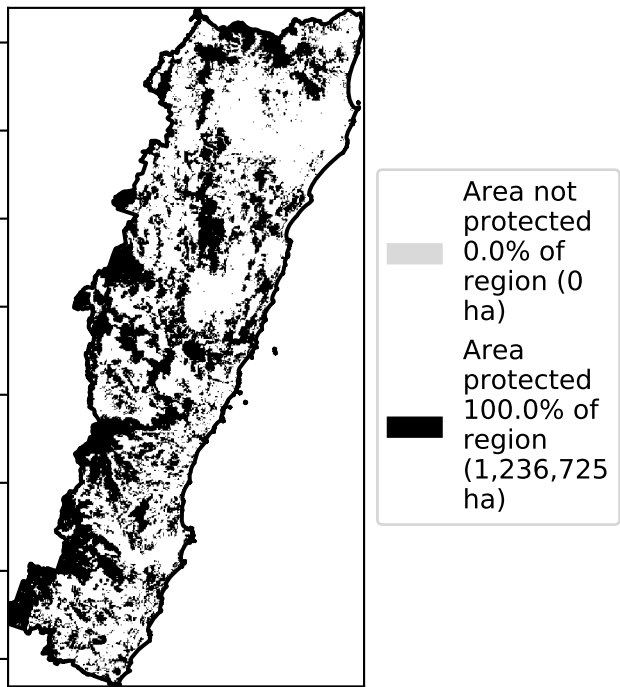 Area not
protected
0.0% of
region (0
ha)
Area
protected
100.0% of
region
(1,236,725
ha)